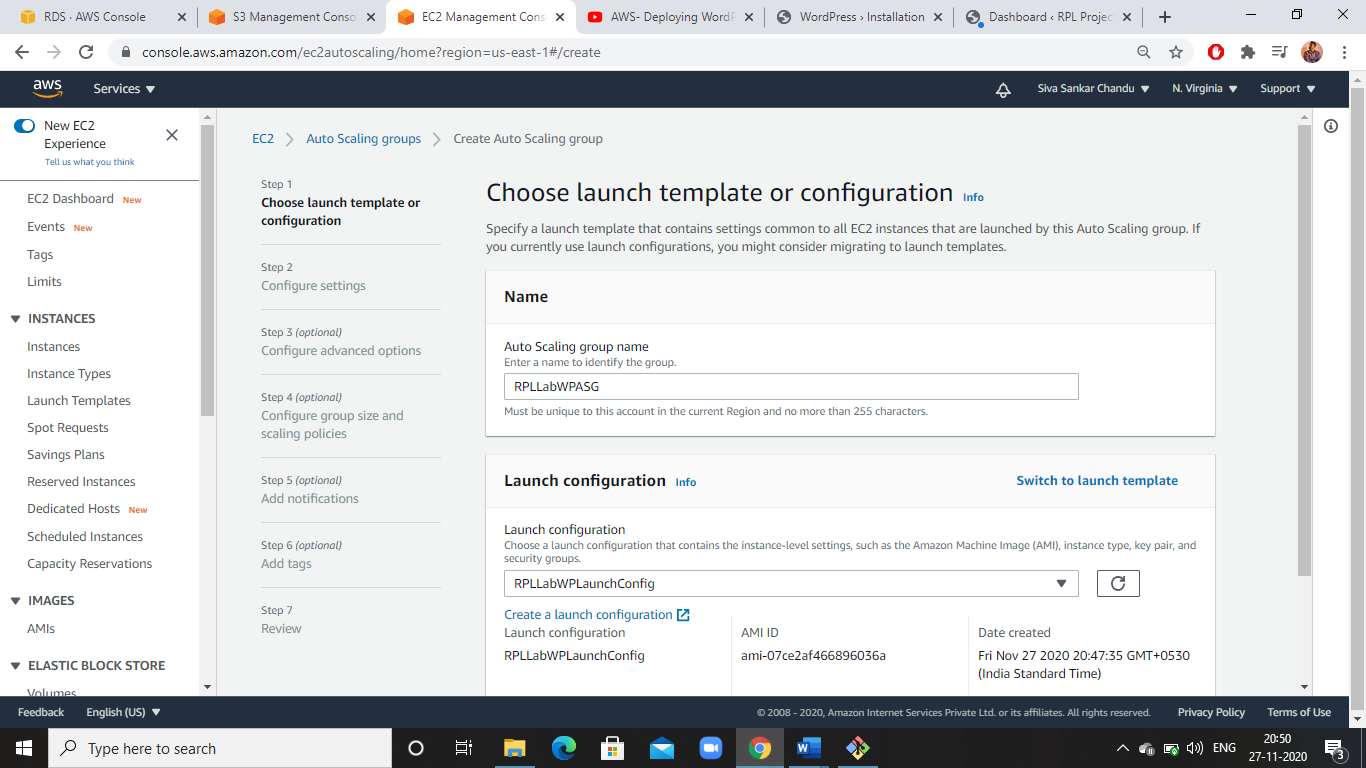 RDS · AWS Console
S3 Management Conso
EC2 Management Cons
AWS- Deploying WordP
WordPress › Installation
Dashboard ‹ RPL Projec
console.aws.amazon.com/ec2autoscaling/home?region=us-east-1#/create
aws
Services
Siva Sankar Chandu
N. Virginia
Support
New EC2
Experience
Tell us what you think
EC2 Dashboard New
Events New
Tags
Limits
INSTANCES
Instances
Instance Types
Launch Templates
Spot Requests
Savings Plans
Reserved Instances
Dedicated Hosts New
Scheduled Instances
Capacity Reservations
IMAGES
AMIs
ELASTIC BLOCK STORE
Volumes
EC2
Auto Scaling groups
Create Auto Scaling group
Step 1
Choose launch template or
configuration
Step 2
Configure settings
Step 3 (optional)
Configure advanced options
Step 4 (optional)
Configure group size and
scaling policies
Step 5 (optional)
Add notifications
Step 6 (optional)
Add tags
Step 7
Review
Choose launch template or configuration Info
Specify a launch template that contains settings common to all EC2 instances that are launched by this Auto Scaling group. If
you currently use launch configurations, you might consider migrating to launch templates.
Name
Auto Scaling group name
Enter a name to identify the group.
RPLLabWPASG
Must be unique to this account in the current Region and no more than 255 characters.
Launch configuration Info
Switch to launch template
Launch configuration
Choose a launch configuration that contains the instance-level settings, such as the Amazon Machine Image (AMI), instance type, key pair, and
security groups.
RPLLabWPLaunchConfig
Create a launch configuration
Launch configuration
RPLLabWPLaunchConfig
AMI ID
ami-07ce2af466896036a
Date created
Fri Nov 27 2020 20:47:35 GMT+0530
(India Standard Time)
Feedback
English (US)
© 2008 - 2020, Amazon Internet Services Private Ltd. or its affiliates. All rights reserved.
Privacy Policy
Terms of Use
Type here to search
ENG
20:50
27-11-2020
3